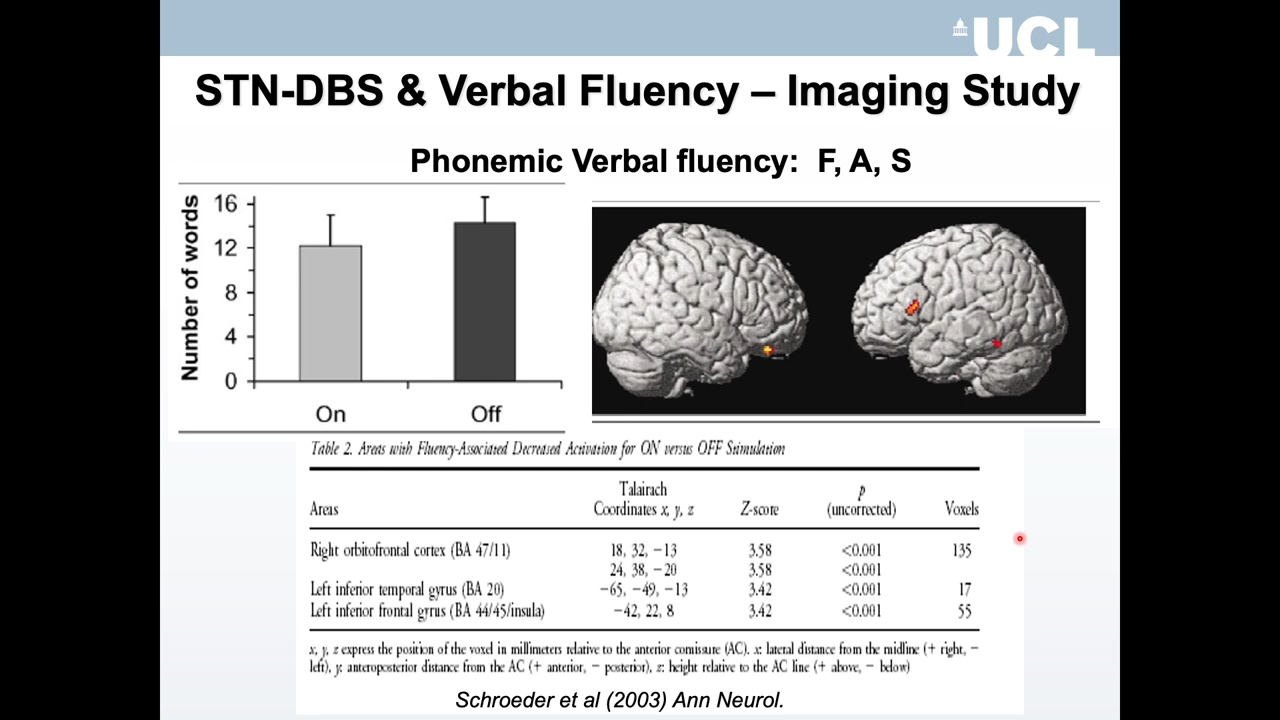 UCL
STN-DBS & Verbal Fluency – Imaging Study
Phonemic Verbal fluency: F, A, S
Number of words
16
12
8
4
0
On
Off
Table 2. Areas with Fluency-Associated Decreased Activation for ON versus OFF Stimulation
Areas
Talairach
Coordinates x, y, z
Z-score
p
(uncorrected)
Voxels
Right orbitofrontal cortex (BA 47/11) 18, 32, −13 3.58 <0.001 135
24, 38, −20 3.58 <0.001
Left inferior temporal gyrus (BA 20) −65, −49, −13 3.42 <0.001 17
Left inferior frontal gyrus (BA 44/45/insula) −42, 22, 8 3.42 <0.001 55
x, y, z express the position of the voxel in millimeters relative to the anterior comissure (AC). x: lateral distance from the midline (+ right, −
left), y: anteroposterior distance from the AC (+ anterior, − posterior), z: height relative to the AC line (+ above, − below)
Schroeder et al (2003) Ann Neurol.